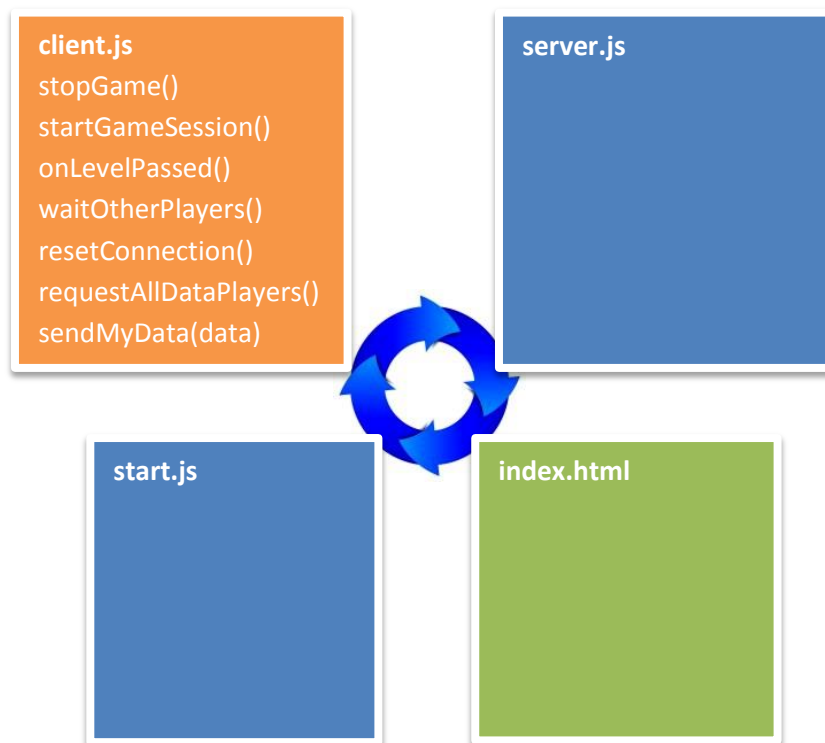 client.js
stopGame()
startGameSession()
onLevelPassed()
waitOtherPlayers()
resetConnection()
requestAllDataPlayers()
sendMyData(data)
server.js
start.js
index.html